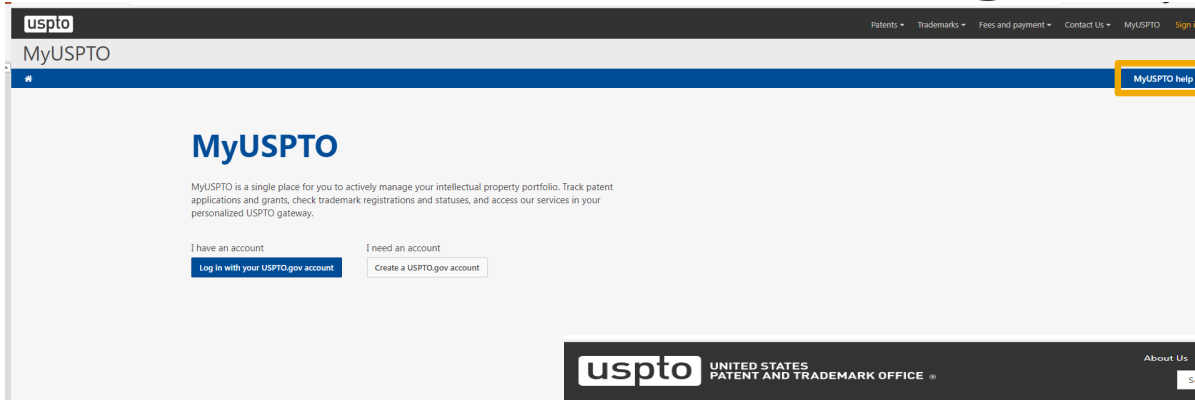 uspto
Patents Trademarks Fees and payment Contact Us MyUSPTO Sign
MyUSPTO
MyUSPTO help
MyUSPTO
MyUSPTO is a single place for you to actively manage your intellectual property portfolio. Track patent
applications and grants, check trademark registrations and statuses, and access our services in your
personalized USPTO gateway.
I have an account I need an account
Log in with your USPTO.gov account Create a USPTO.gov account
uspto UNITED STATES
PATENT AND TRADEMARK OFFICE ®
About Us